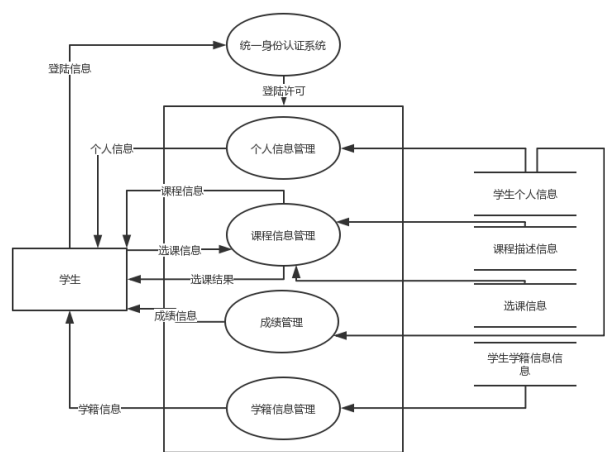 统一身份认证系统
登陆信息
登陆许可
个人信息
个人信息管理
课程信息
学生个人信息
课程信息管理
选课信息
课程描述信息
学生
选课结果
选课信息
成绩信息
成绩管理
学生学籍信息信
息
学籍信息
学籍信息管理